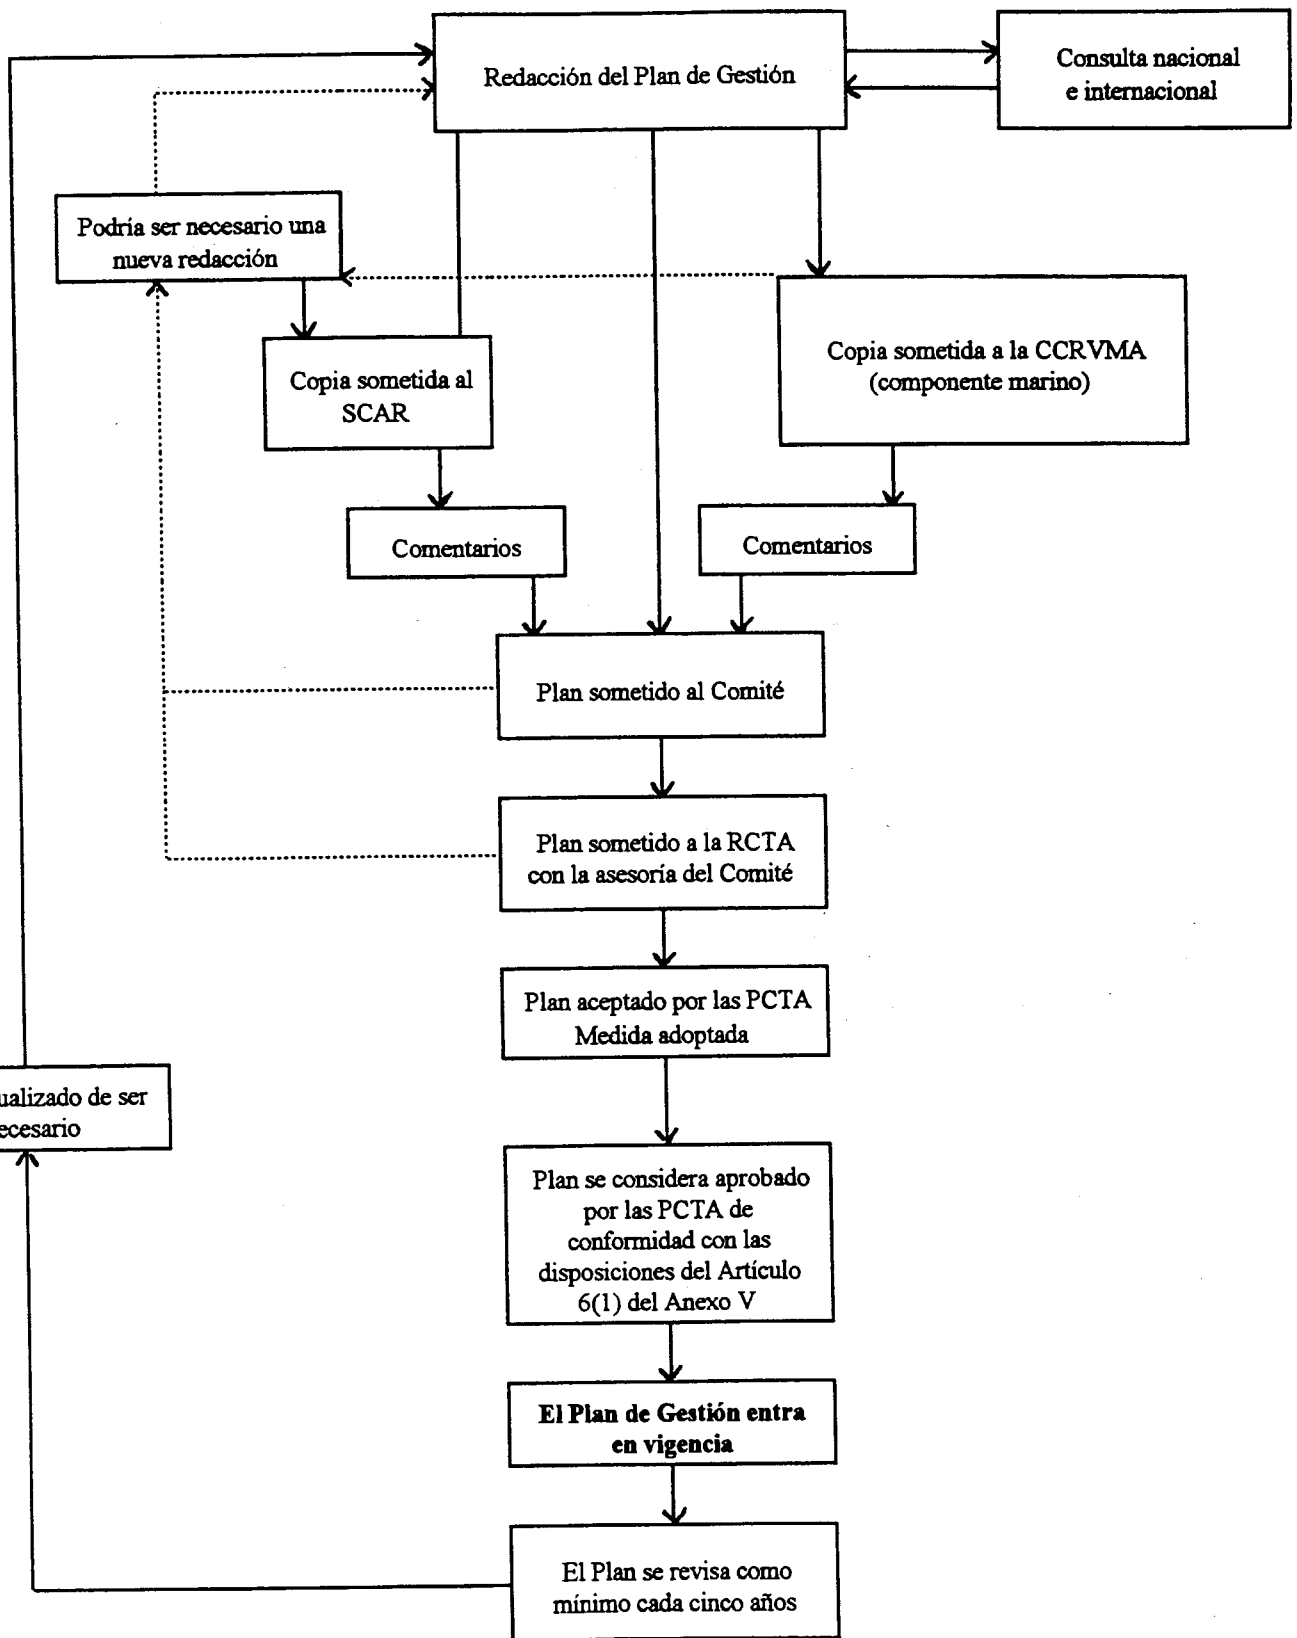 Redacción del Plan de Gestión
Consulta nacional
e internacional
Podría ser necesario una
nueva redacción
Copia sometida al
SCAR
Copia sometida a la CCRVMA
(componente marino)
Comentarios
Comentarios
Plan sometido al Comité
Plan sometido a la RCTA
con la asesoría del Comité
Plan aceptado por las PCTA
Medida adoptada
ualizado de ser
ecesario
Plan se considera aprobado
por las PCTA de
conformidad con las
disposiciones del Artículo
6(1) del Anexo V
El Plan de Gestión entra
en vigencia
El Plan se revisa como
mínimo cada cinco años